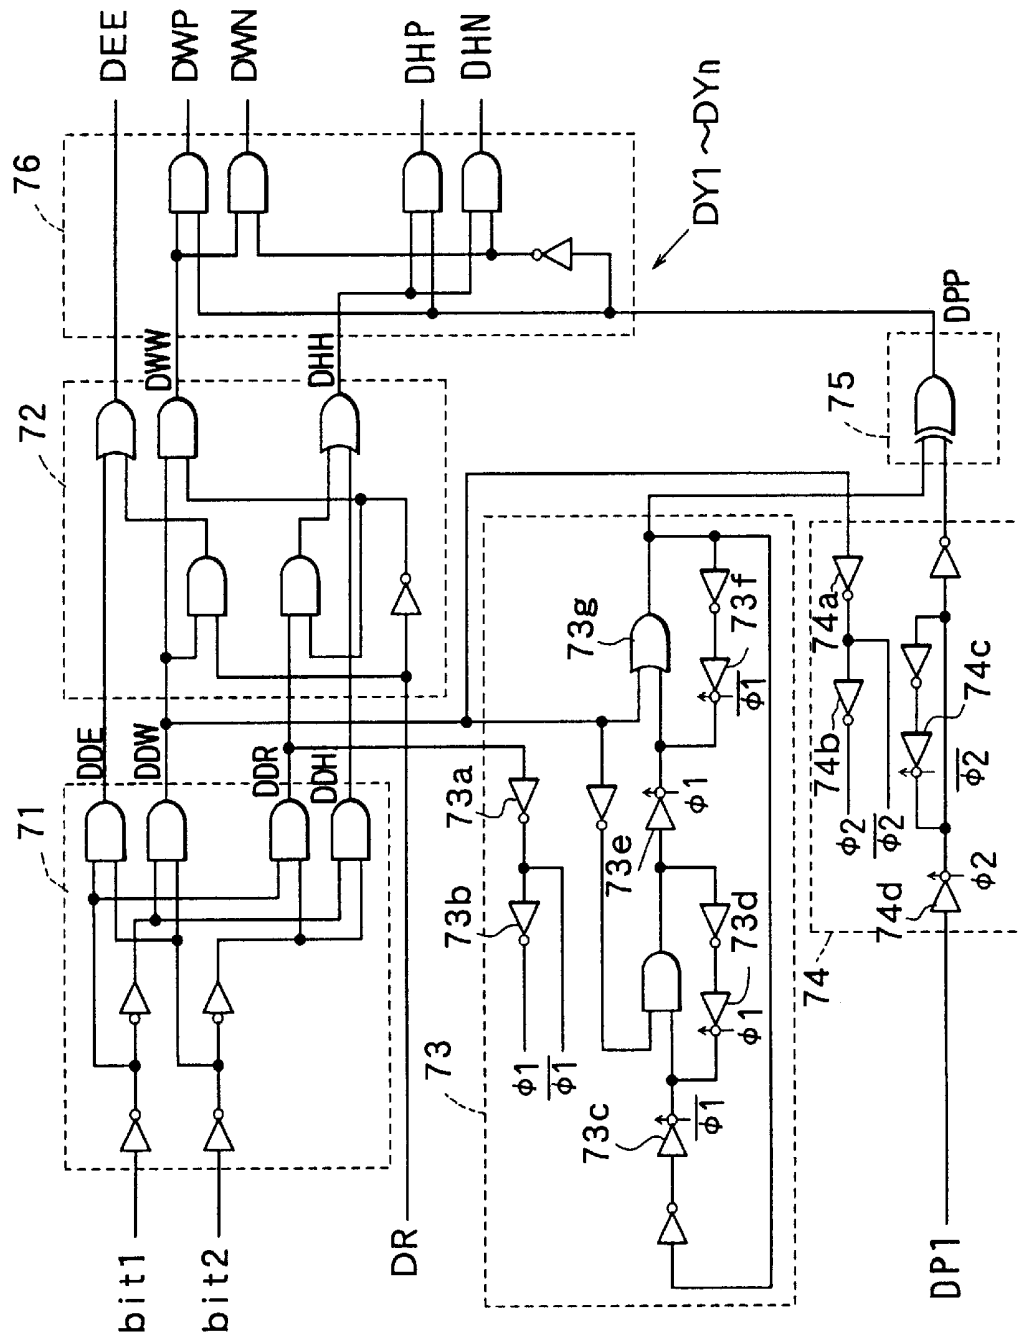 bit1
bit2
DR
DP1
71
DDE
DDW
DDR
DDH
72
DWW
DHH
76
DEE
DWP
DWN
DHP
DHN
DY1 ~DYn
73
73a
73b
φ1
φ1
73c
φ1
73d
φ1
73e
φ1
73f
φ1
73g
74
74a
74b
φ2
φ2
74c
φ2
74d
φ2
75
DPP